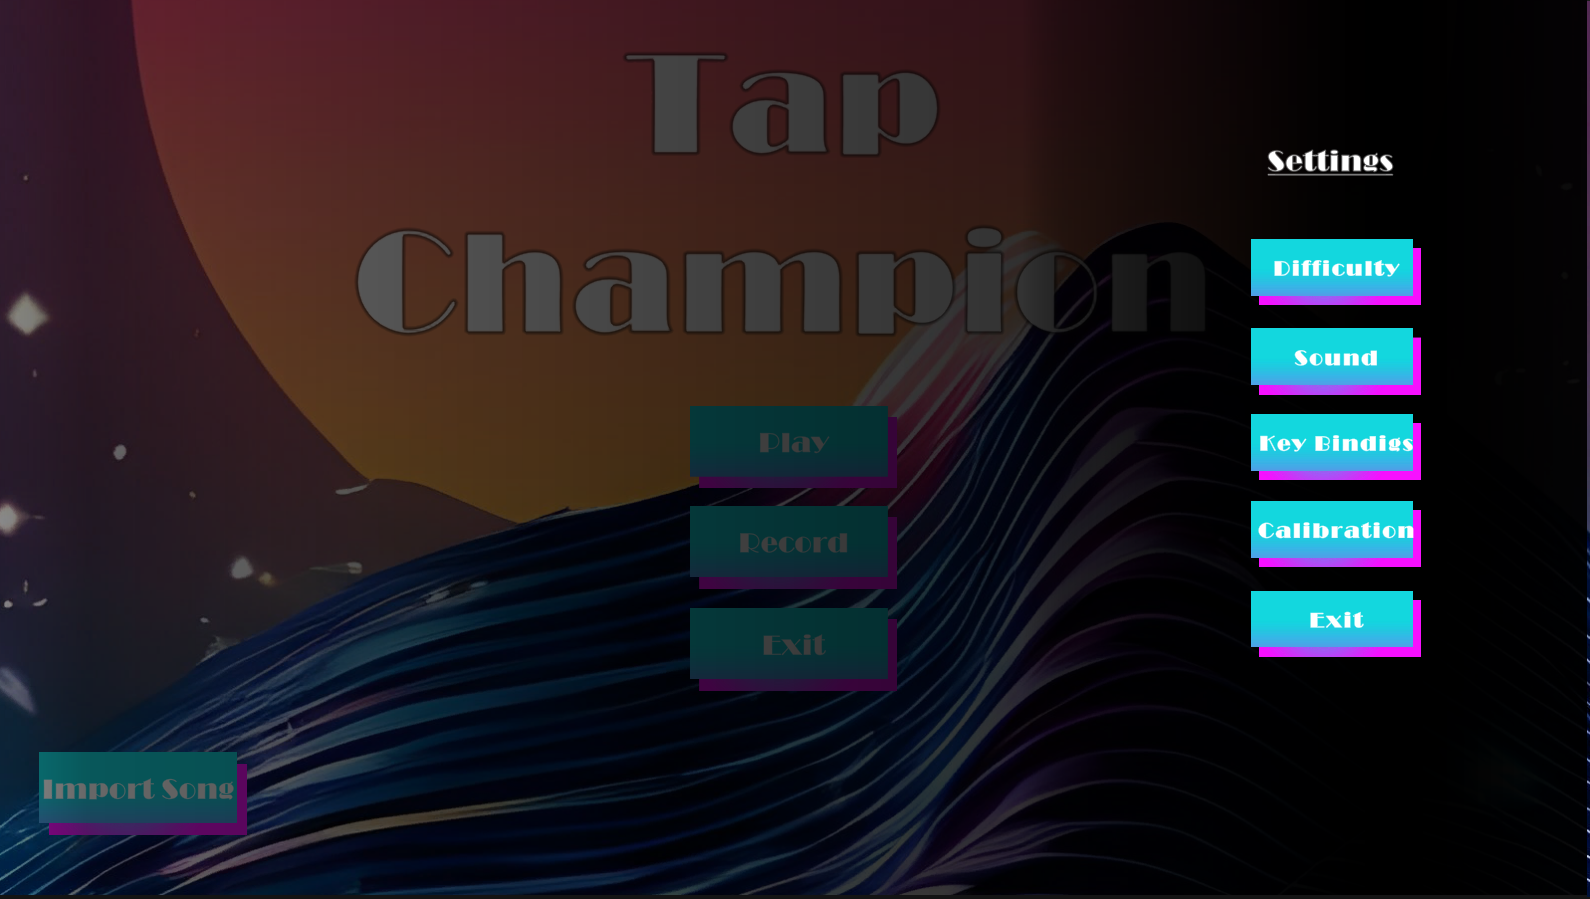 Tap
Champion
Settings
Difficulty
Sound
Key Bindigs
Calibration
Exit
Play
Record
Exit
Import Song